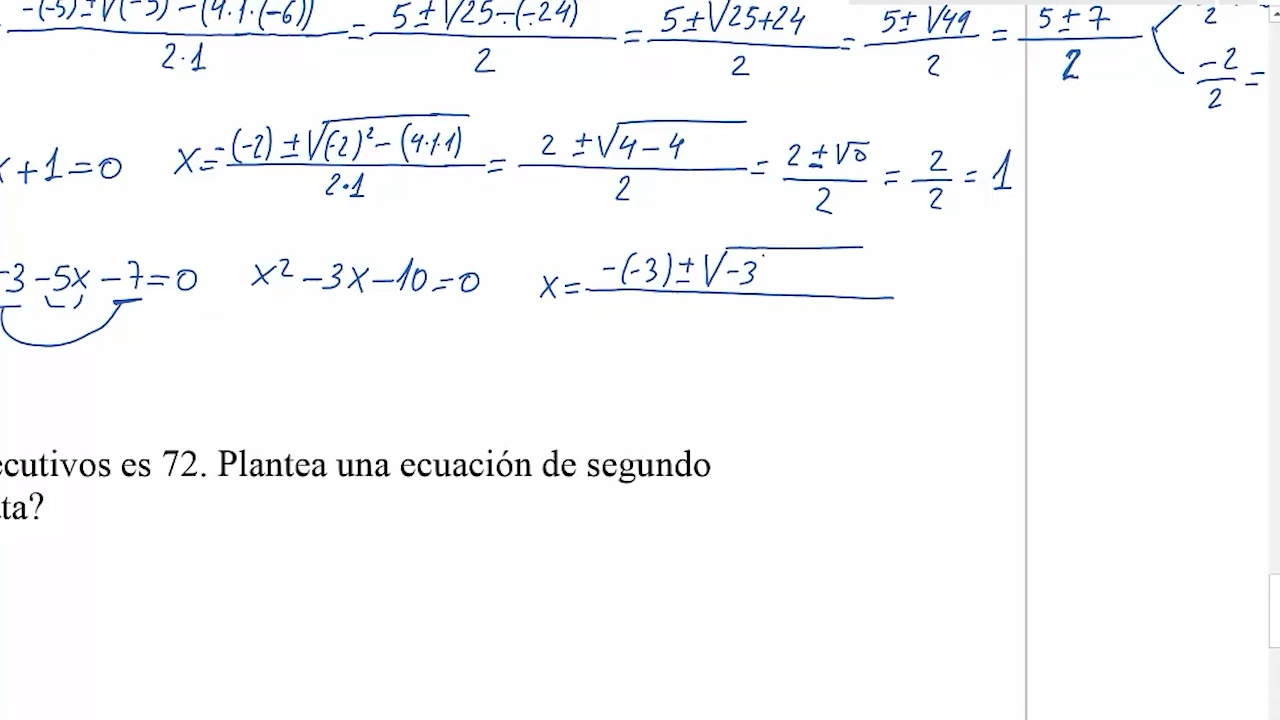 -(-5)±√(-5)-(4·1·(-6)) / 2·1 = 5±√25-(-24) / 2 = 5±√25+24 / 2 = 5±√49 / 2 = 5±7 / 2 < / 2
-2/2 =
x+1=0 x= -(-2)±√(-2)²-(4·1·1) / 2·1 = 2±√4-4 / 2 = 2±√0 / 2 = 2/2 = 1
-3-5x-7=0 x²-3x-10=0 x= -(-3)±√-3
ecutivos es 72. Plantea una ecuación de segundo
ta?